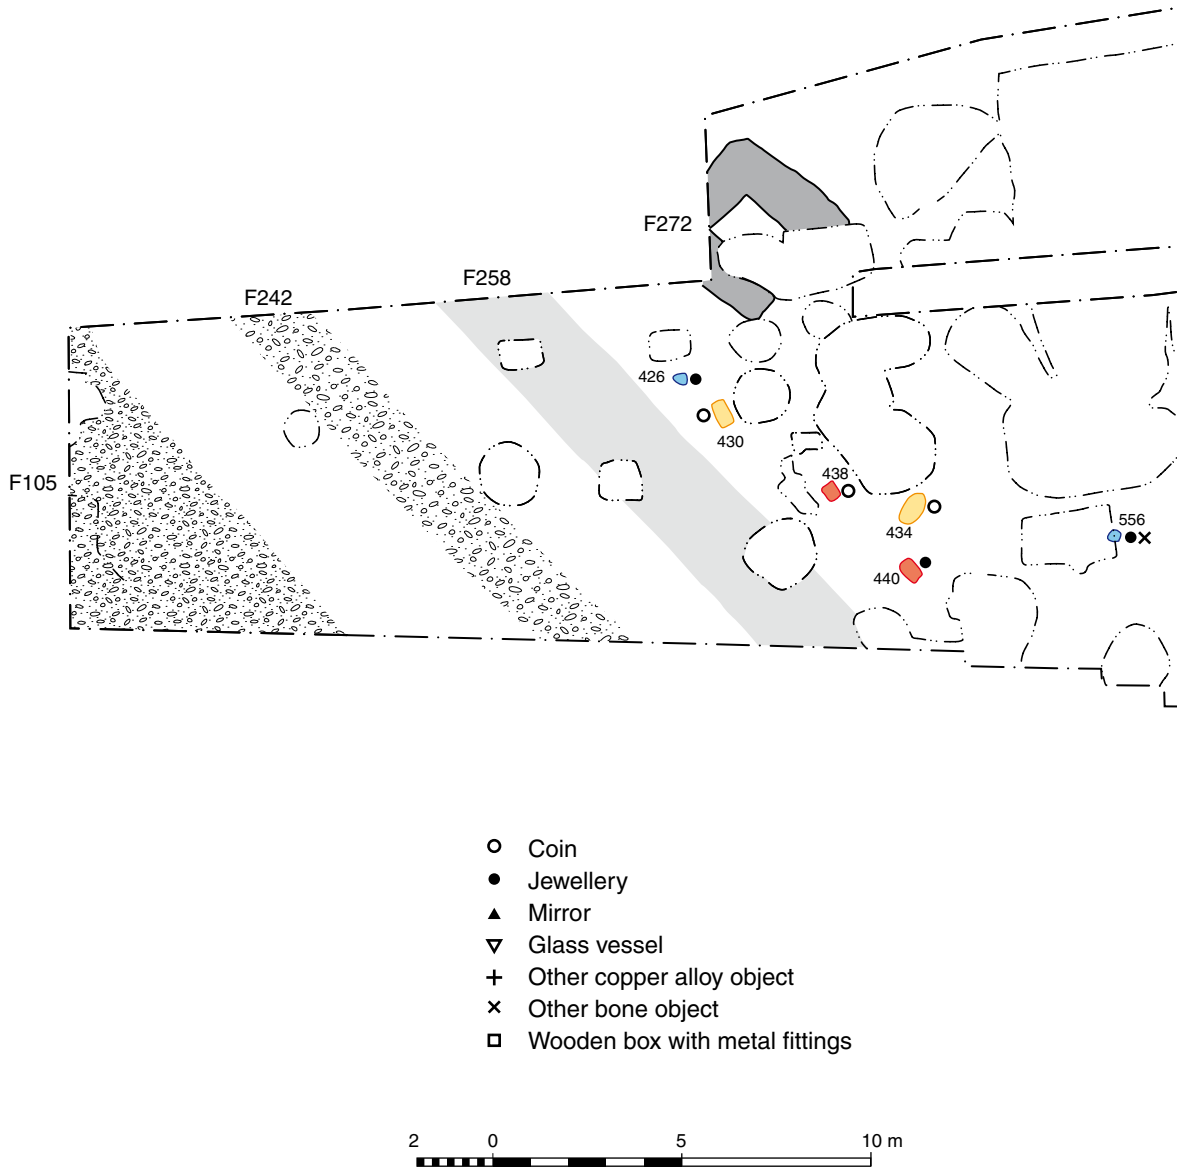 F272
F258
F242
426
430
F105
438
434
556
440
Coin
Jewellery
Mirror
Glass vessel
Other copper alloy object
Other bone object
Wooden box with metal fittings
2 0 5 10 m